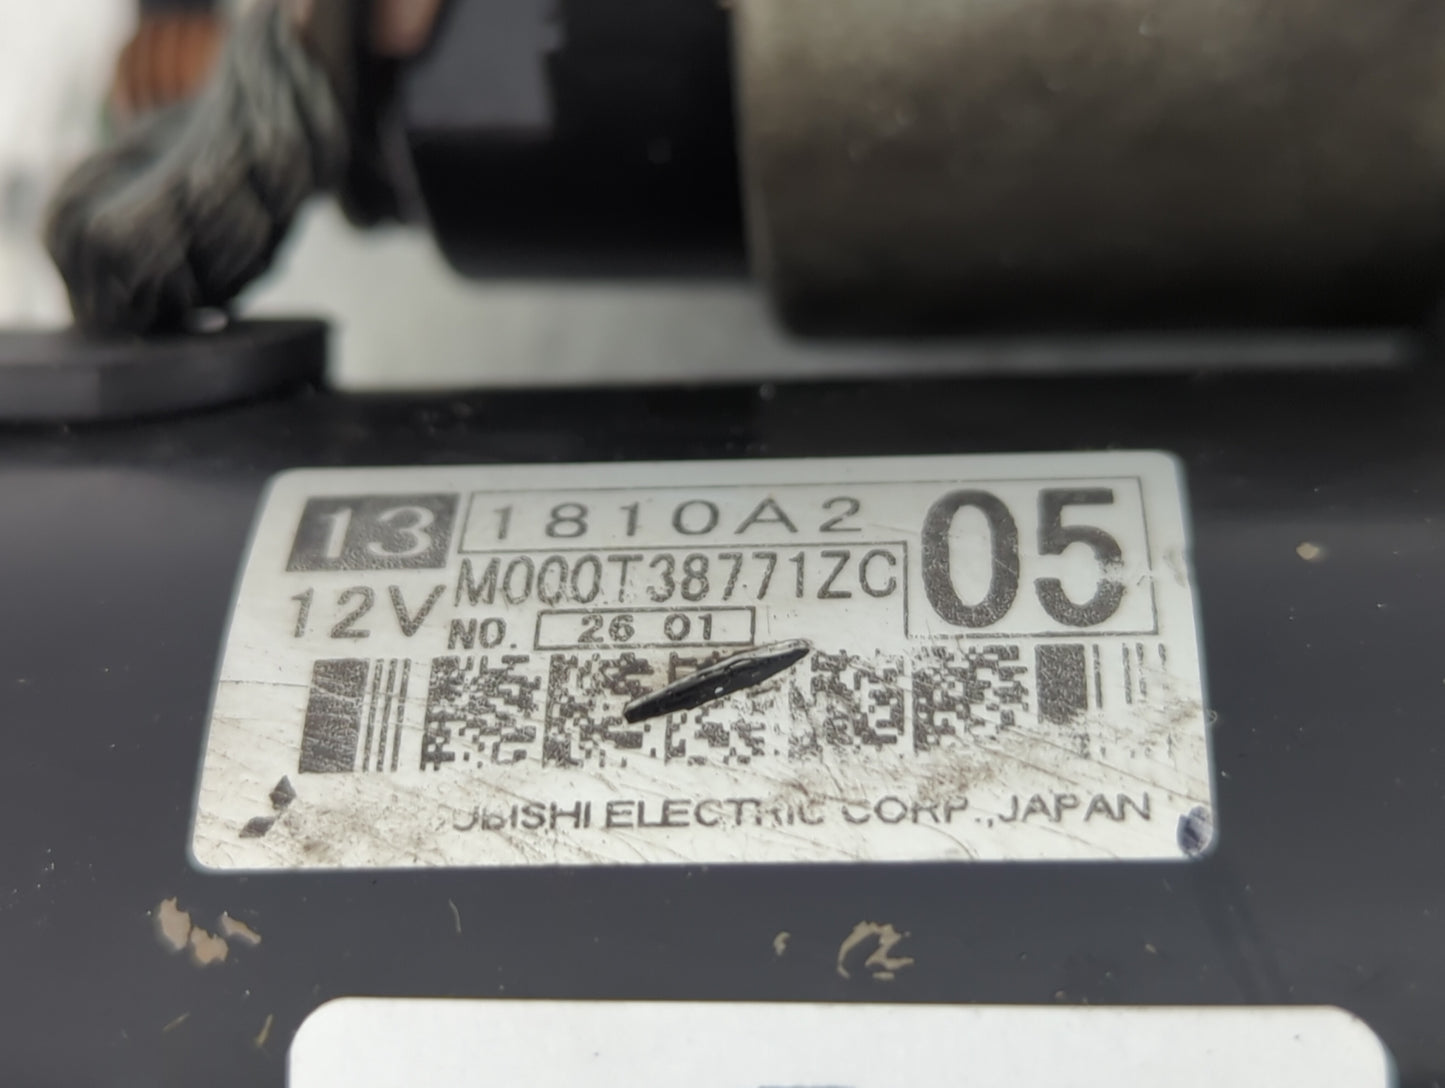 13 1810A2 05
12V M000T38771ZC
NO. 26 01
UBISHI ELECTRIC CORP., JAPAN